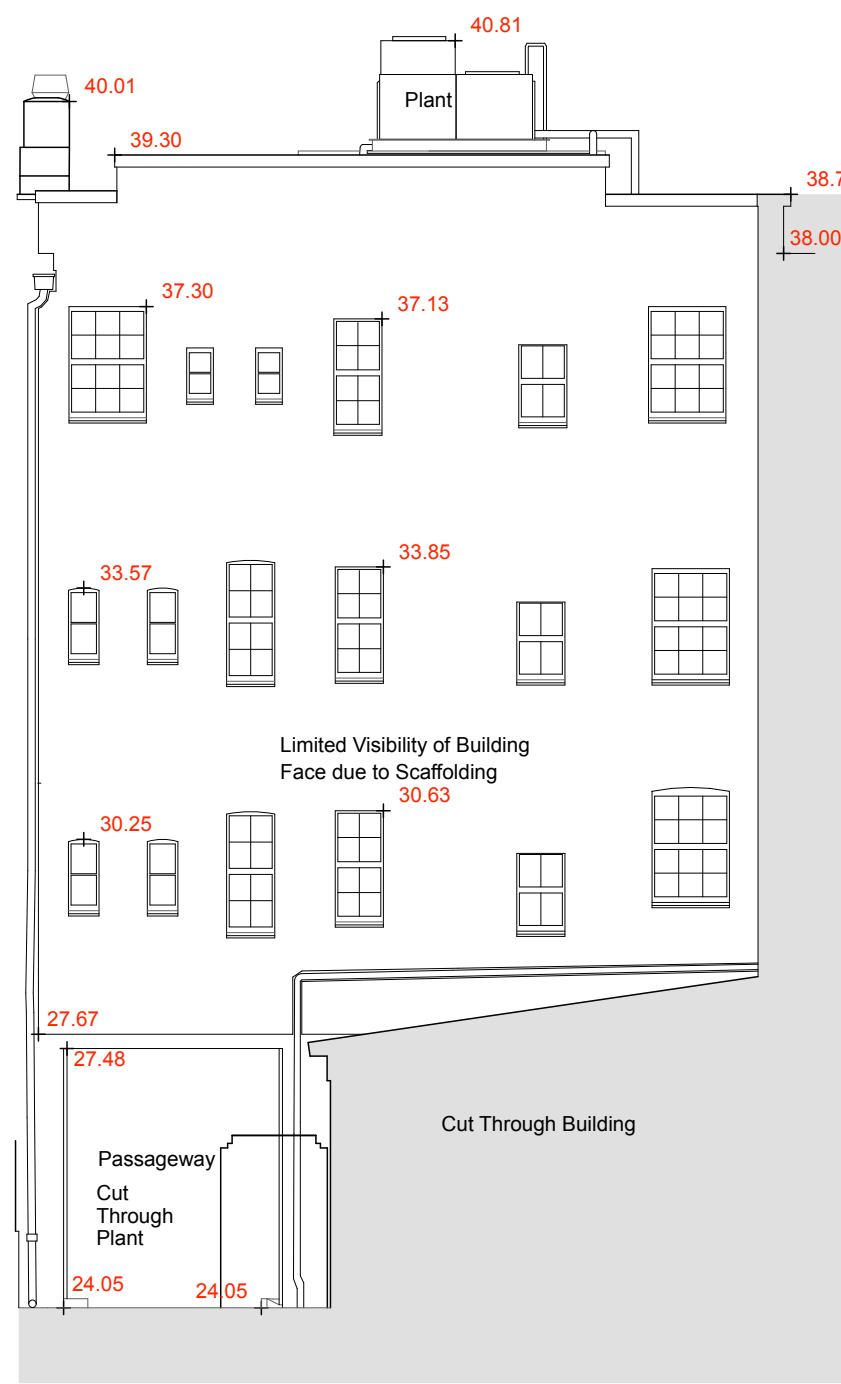 40.81
40.01
Plant
39.30
38.7
38.00
37.30
37.13
33.85
33.57
Limited Visibility of Building
Face due to Scaffolding
30.63
30.25
27.67
27.48
Cut Through Building
Passageway
Cut
Through
Plant
24.05
24.05